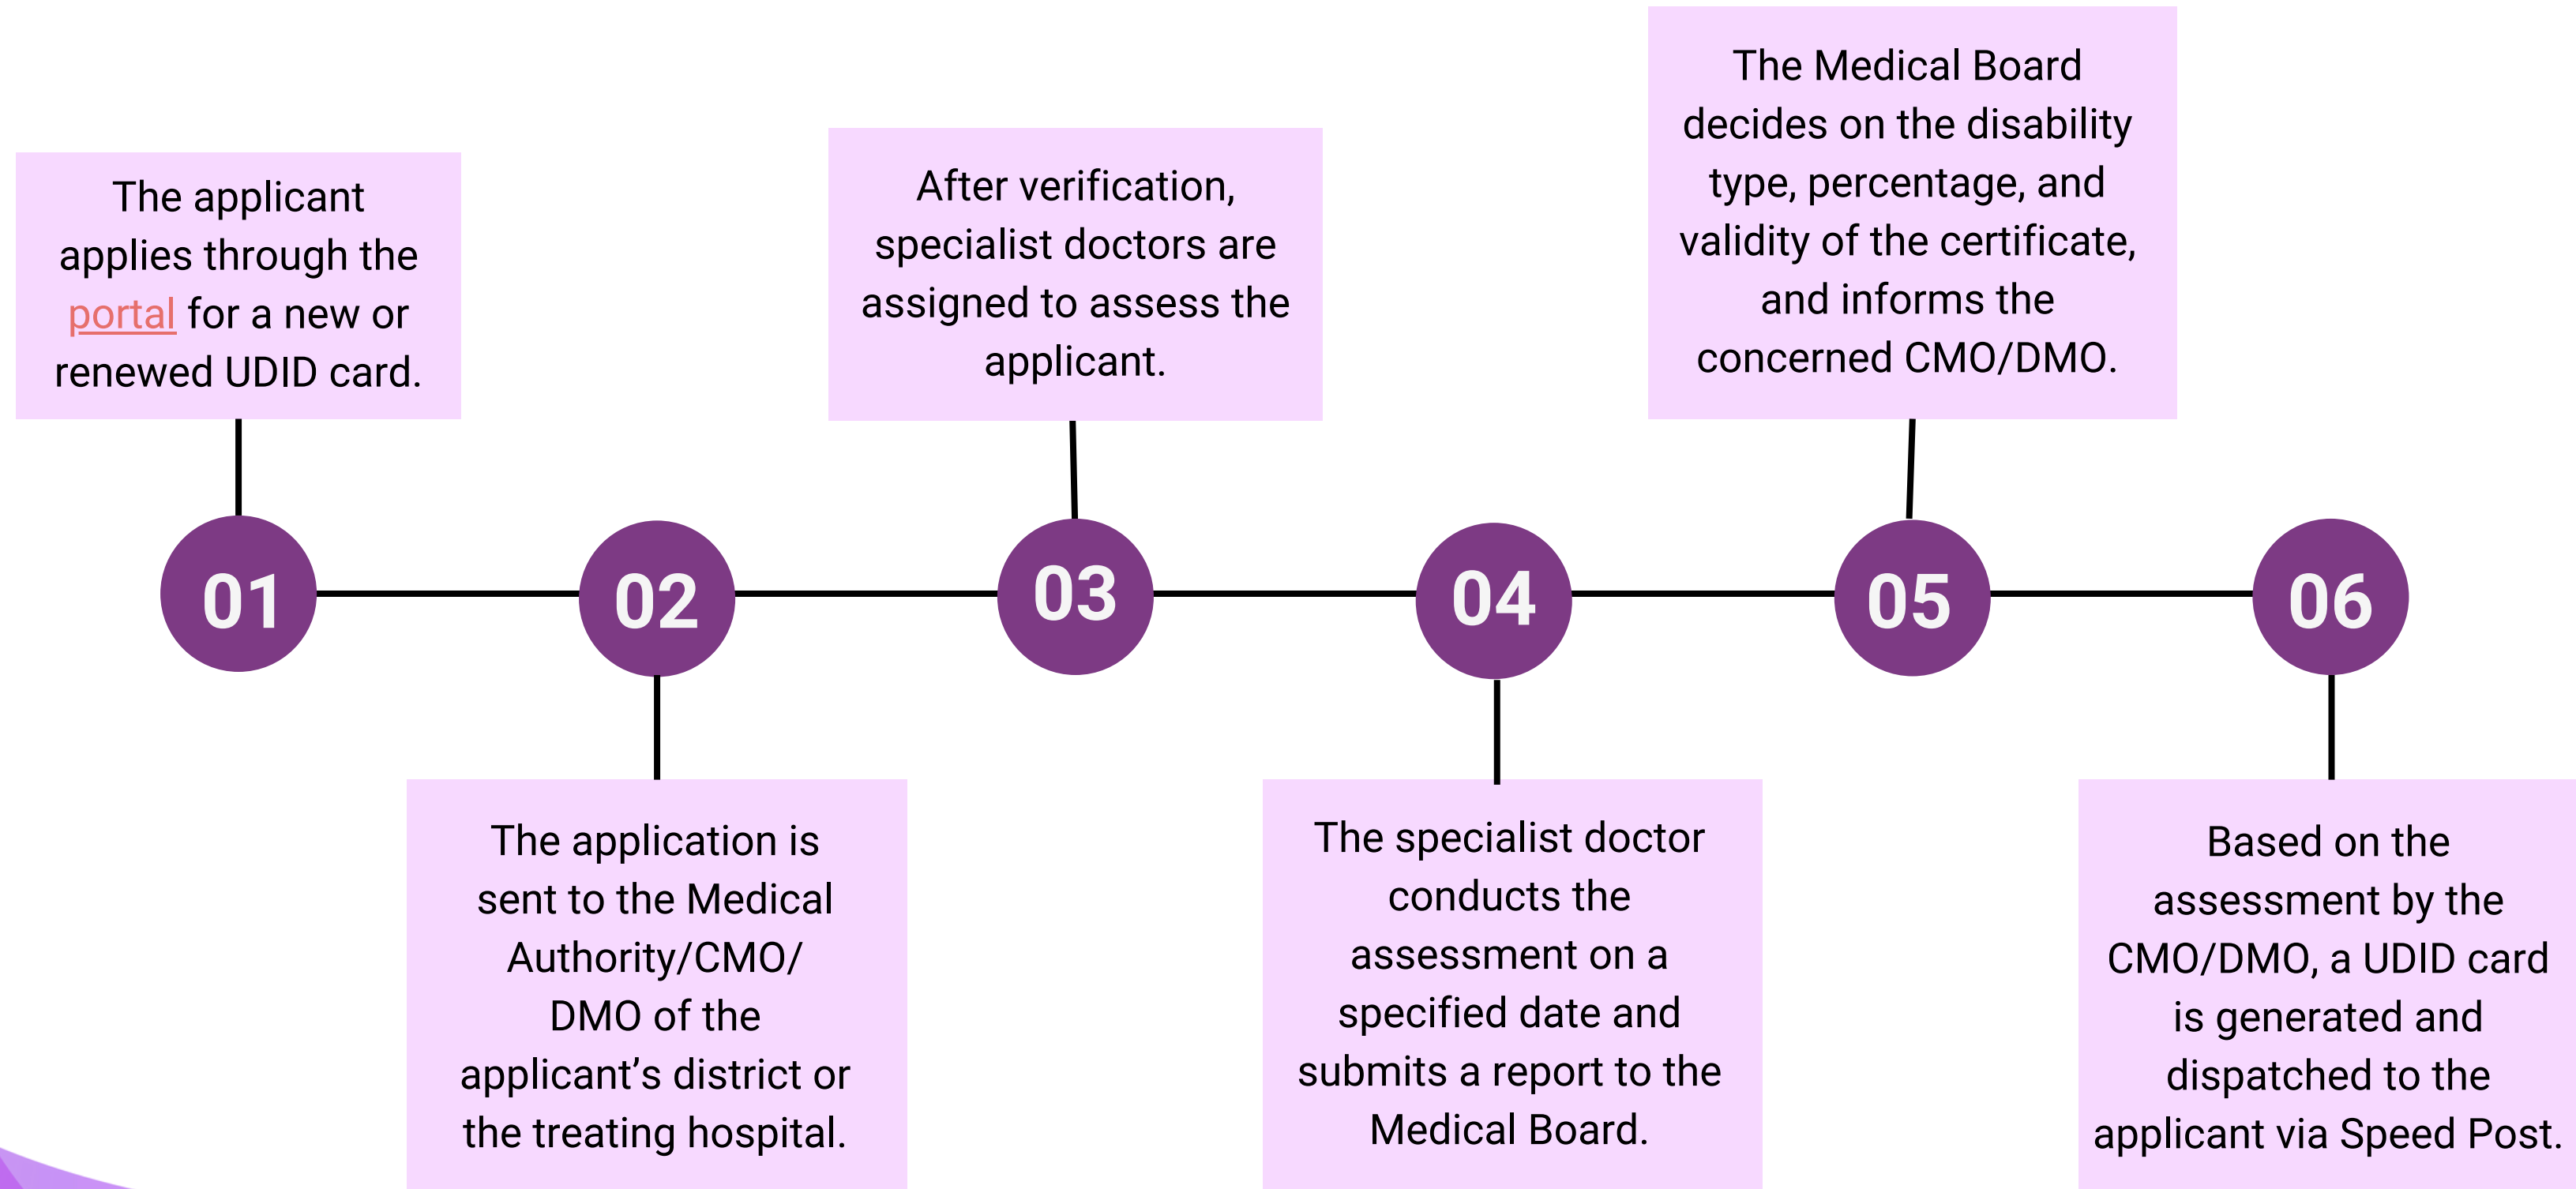 The applicant
applies through the
portal for a new or
renewed UDID card.
01
The application is
sent to the Medical
Authority/CMO/
DMO of the
applicant’s district or
the treating hospital.
02
After verification,
specialist doctors are
assigned to assess the
applicant.
03
The specialist doctor
conducts the
assessment on a
specified date and
submits a report to the
Medical Board.
04
The Medical Board
decides on the disability
type, percentage, and
validity of the certificate,
and informs the
concerned CMO/DMO.
05
Based on the
assessment by the
CMO/DMO, a UDID card
is generated and
dispatched to the
applicant via Speed Post.
06